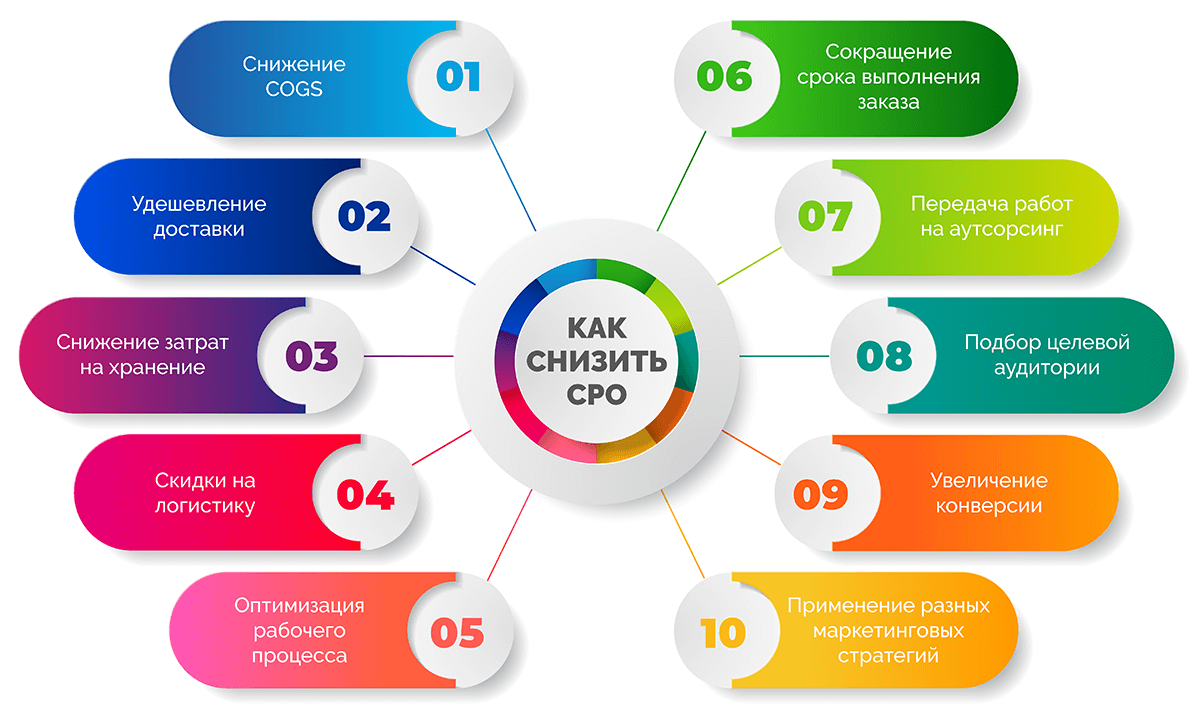 КАК
СНИЗИТЬ
CPO
01
Снижение
COGS
02
Удешевление
доставки
03
Снижение затрат
на хранение
04
Скидки на
логистику
05
Оптимизация
рабочего
процесса
06
Сокращение
срока выполнения
заказа
07
Передача работ
на аутсорсинг
08
Подбор целевой
аудитории
09
Увеличение
конверсии
10
Применение разных
маркетинговых
стратегий